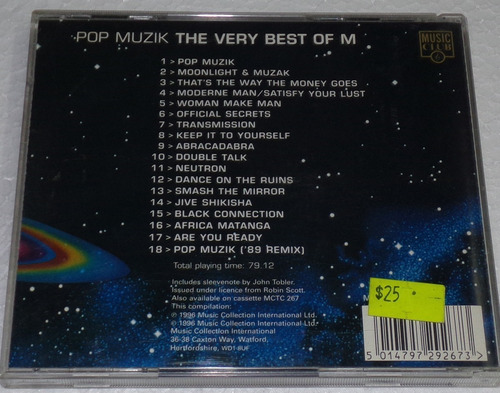 POP MUZIK THE VERY BEST OF M
MUSIC
CLUB
1 > POP MUZIK
2 > MOONLIGHT & MUZAK
3 > THAT'S THE WAY THE MONEY GOES
4 > MODERNE MAN/SATISFY YOUR LUST
5 > WOMAN MAKE MAN
6 > OFFICIAL SECRETS
7 > TRANSMISSION
8 > KEEP IT TO YOURSELF
9 > ABRACADABRA
10 > DOUBLE TALK
11 > NEUTRON
12 > DANCE ON THE RUINS
13 > SMASH THE MIRROR
14 > JIVE SHIKISHA
15 > BLACK CONNECTION
16 > AFRICA MATANGA
17 > ARE YOU READY
18 > POP MUZIK ('89 REMIX)
Total playing time: 79.12
Includes sleevenote by John Tobler.
Issued under licence from Robin Scott.
Also available on cassette MCTC 267
This compilation:
℗ 1996 Music Collection International Ltd.
© 1996 Music Collection International Ltd.
Music Collection International
36-38 Caxton Way, Watford.
Hertfordshire, WD1 8UF
$25
5 014797 292673 >